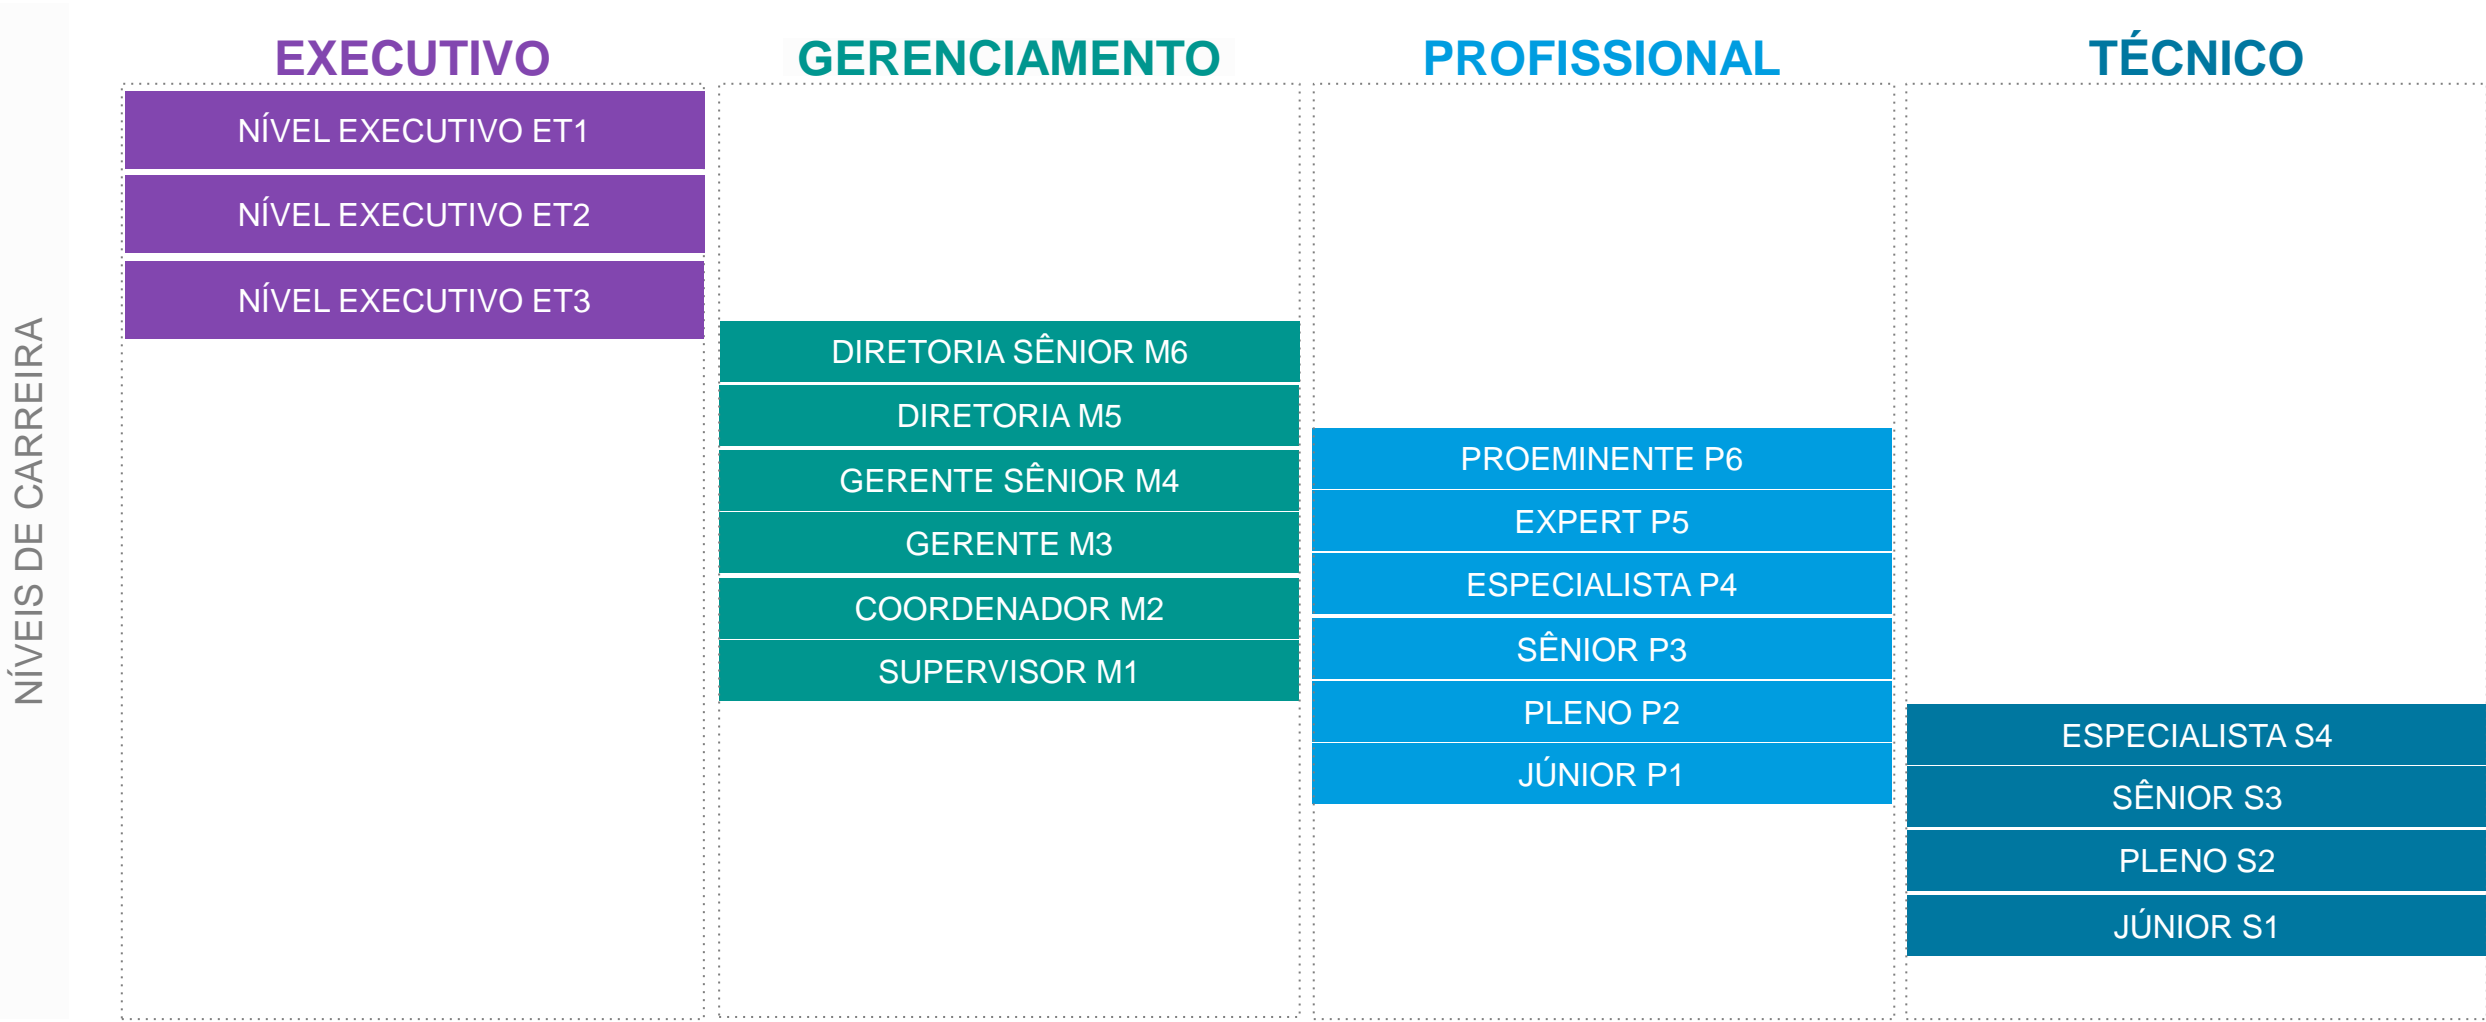 NÍVEIS DE CARREIRA
EXECUTIVO
NÍVEL EXECUTIVO ET1
NÍVEL EXECUTIVO ET2
NÍVEL EXECUTIVO ET3
GERENCIAMENTO
DIRETORIA SÊNIOR M6
DIRETORIA M5
GERENTE SÊNIOR M4
GERENTE M3
COORDENADOR M2
SUPERVISOR M1
PROFISSIONAL
PROEMINENTE P6
EXPERT P5
ESPECIALISTA P4
SÊNIOR P3
PLENO P2
JÚNIOR P1
TÉCNICO
ESPECIALISTA S4
SÊNIOR S3
PLENO S2
JÚNIOR S1